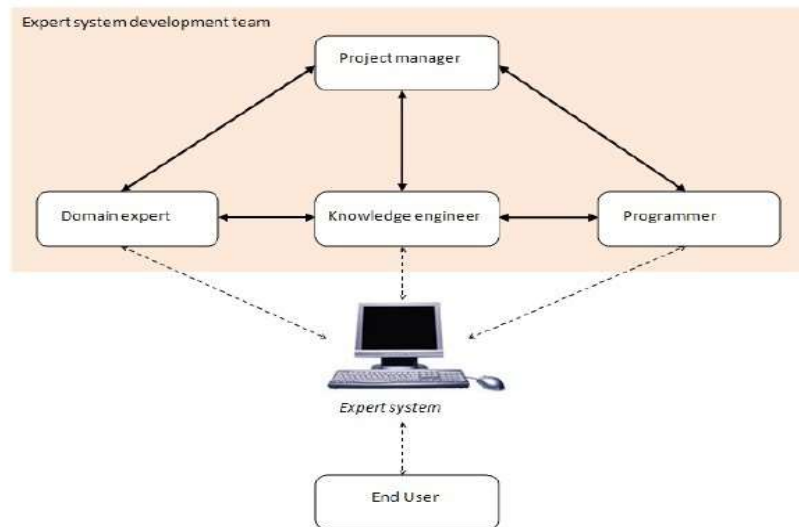 Expert system development team
Project manager
Domain expert
Knowledge engineer
Programmer
Expert system
End User